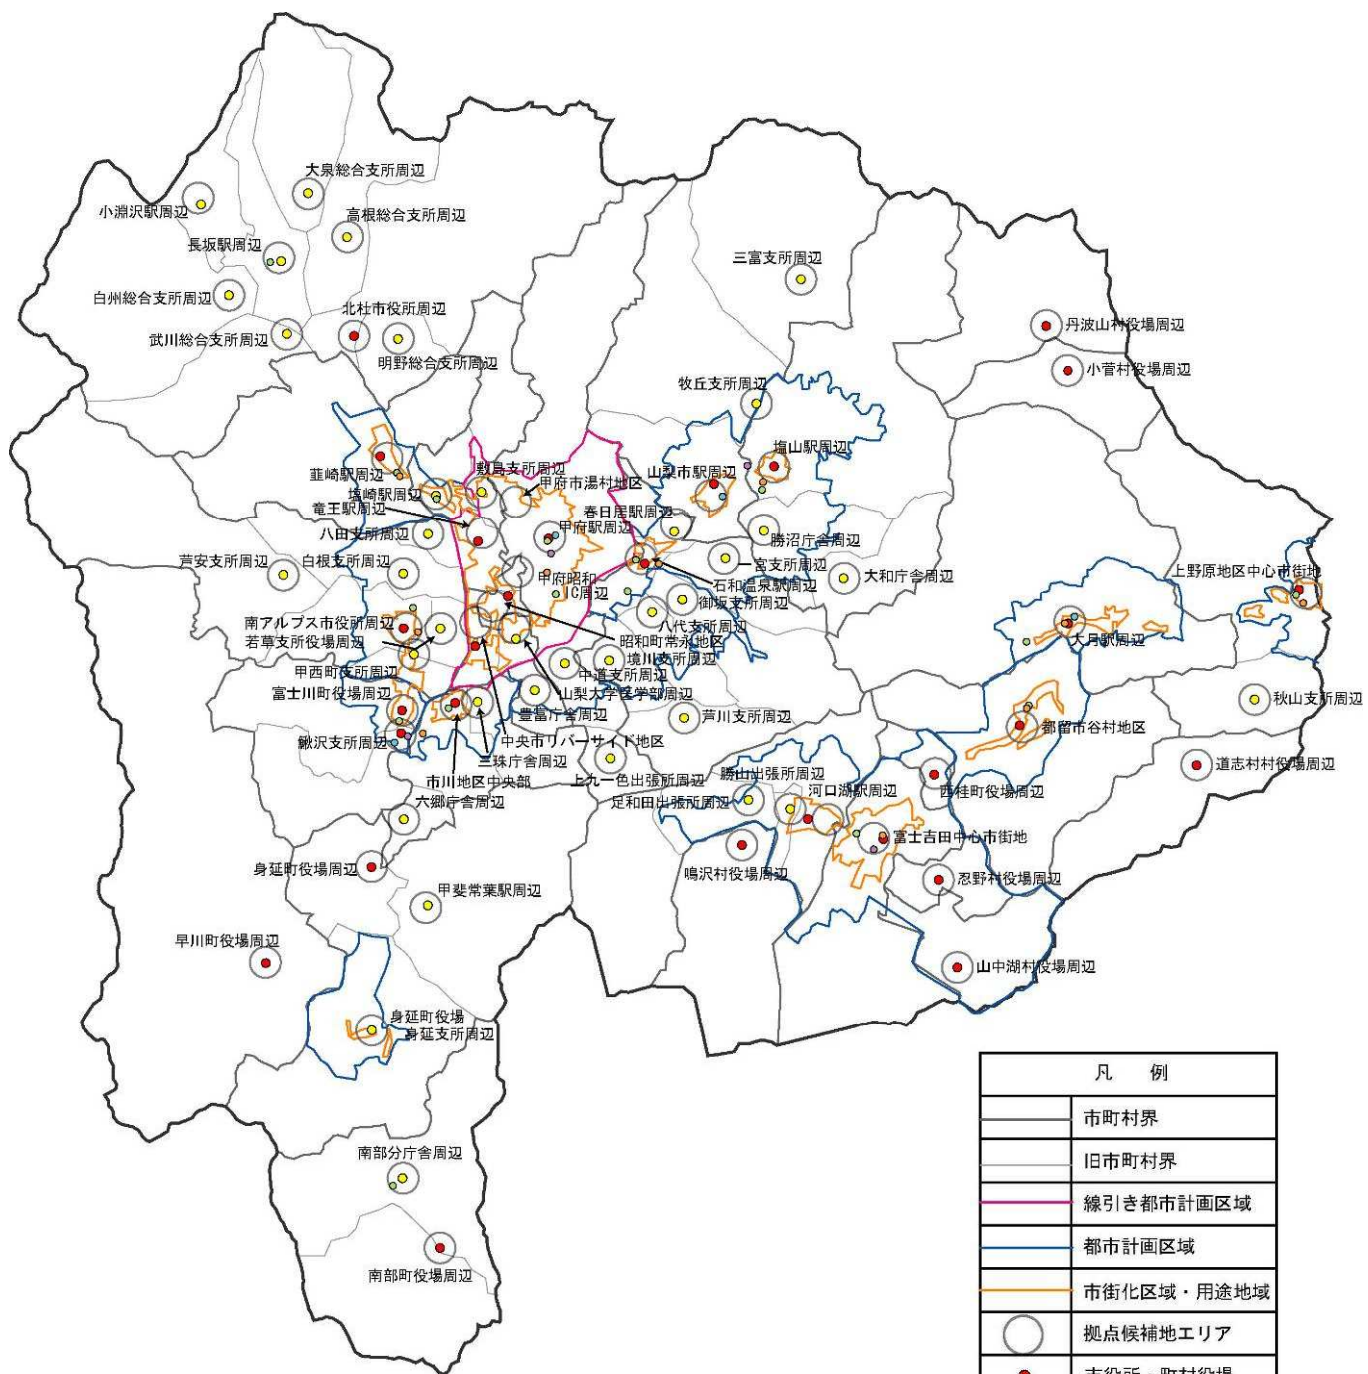 大泉総合支所周辺
小淵沢駅周辺
高根総合支所周辺
長坂駅周辺
三富支所周辺
白州総合支所周辺
北杜市役所周辺
丹波山村役場周辺
武川総合支所周辺
明野総合支所周辺
小菅村役場周辺
牧丘支所周辺
塩山駅周辺
韮崎駅周辺
敷島支所周辺
山梨市駅周辺
甲府市湯村地区
塩崎駅周辺
竜王駅周辺
春日居駅周辺
八田支所周辺
甲府駅周辺
勝沼庁舎周辺
芦安支所周辺
白根支所周辺
一宮支所周辺
大和庁舎周辺
上野原地区中心市街地
甲府昭和
IC周辺
石和温泉駅周辺
御坂支所周辺
南アルプス市役所周辺
八代支所周辺
若草支所役場周辺
昭和町常永地区
大月駅周辺
甲西町支所周辺
境川支所周辺
中道支所周辺
富士川町役場周辺
山梨大学医学部周辺
秋山支所周辺
豊富庁舎周辺
芦川支所周辺
都留市谷村地区
鰍沢支所周辺
中央市リバーサイド地区
三珠庁舎周辺
道志村村役場周辺
市川地区中央部
上九一色出張所周辺
勝山出張所周辺
西桂町役場周辺
六郷庁舎周辺
足和田出張所周辺
河口湖駅周辺
富士吉田中心市街地
身延町役場周辺
鳴沢村役場周辺
忍野村役場周辺
甲斐常葉駅周辺
早川町役場周辺
山中湖村役場周辺
身延町役場
身延支所周辺
南部分庁舎周辺
南部町役場周辺
凡 例
市町村界
旧市町村界
線引き都市計画区域
都市計画区域
市街化区域・用途地域
拠点候補地エリア
市役所・町村役場